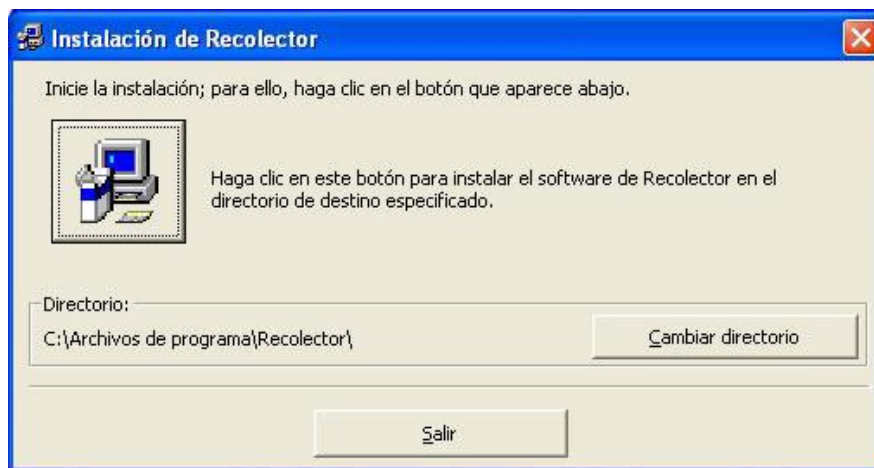 Instalación de Recolector
Inicie la instalación; para ello, haga clic en el botón que aparece abajo.
Haga clic en este botón para instalar el software de Recolector en el
directorio de destino especificado.
Directorio:
C:\Archivos de programa\Recolector\
Cambiar directorio
Salir